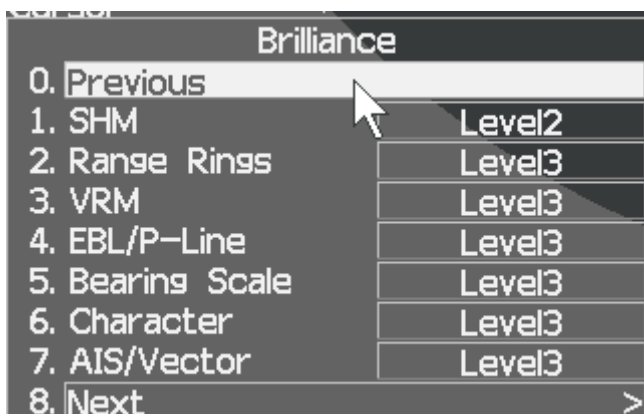 Brilliance
0. Previous
1. SHM Level2
2. Range Rings Level3
3. VRM Level3
4. EBL/P-Line Level3
5. Bearing Scale Level3
6. Character Level3
7. AIS/Vector Level3
8. Next >